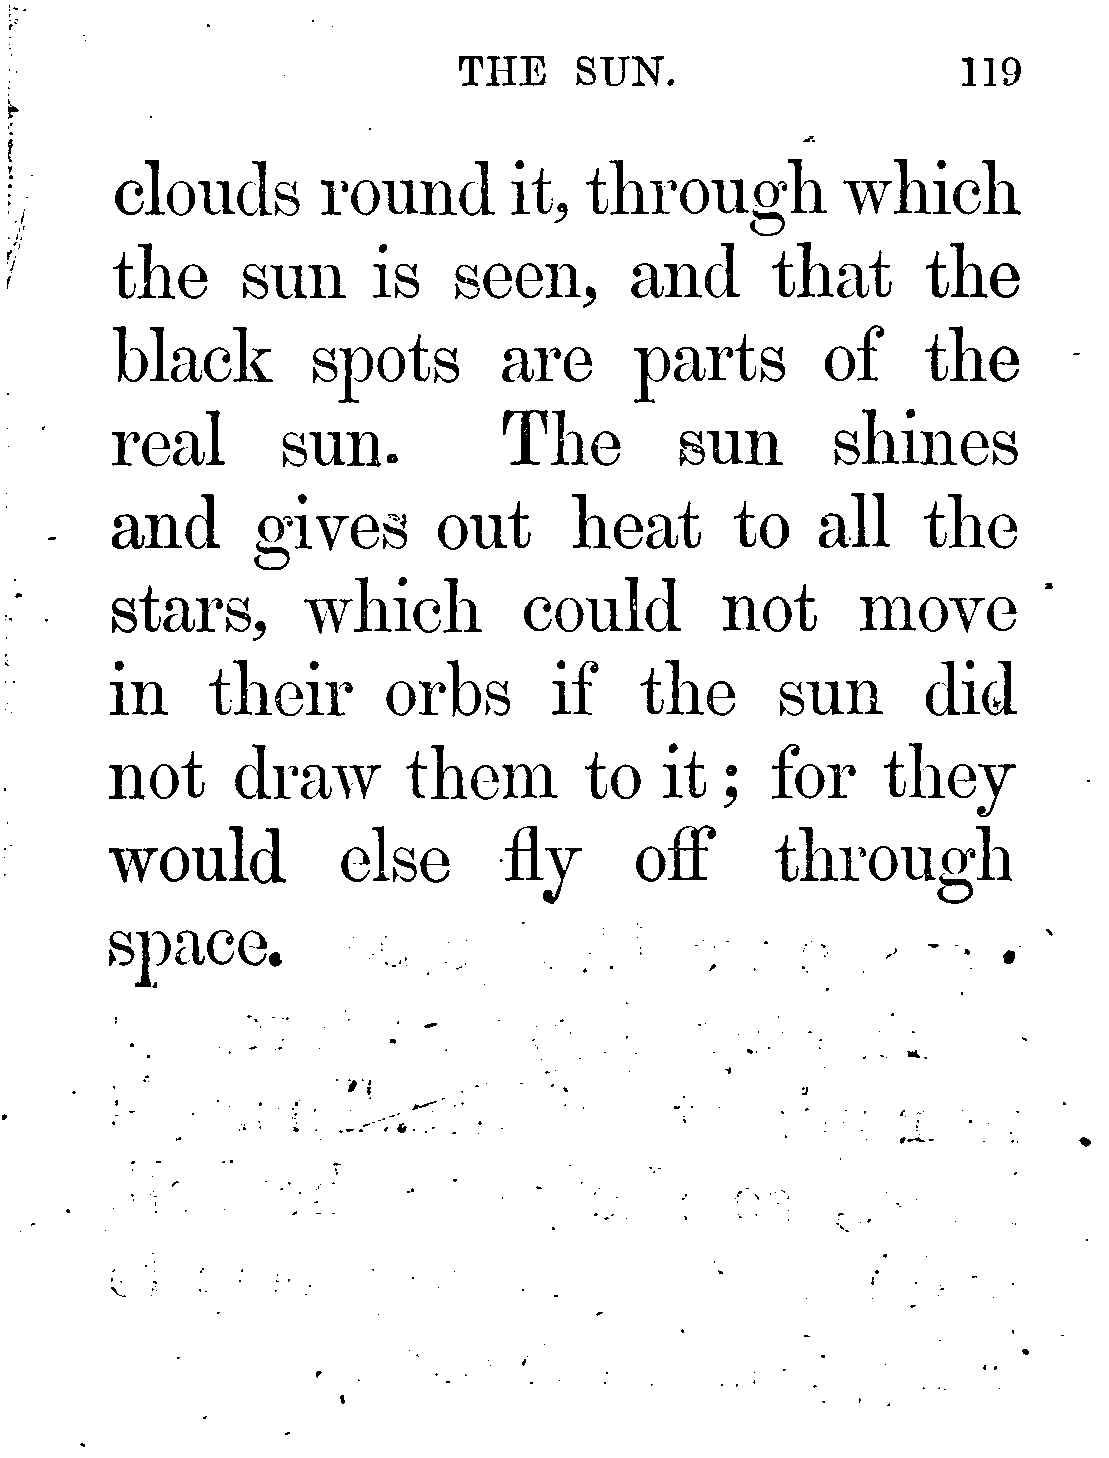 THE SUN. 119
clouds round it, through which
the sun is seen, and that the
black spots are parts of the
real sun. The sun shines
and gives out heat to all the
stars, which could not move
in their orbs if the sun did
not draw them to it; for they
would else fly off through
space.